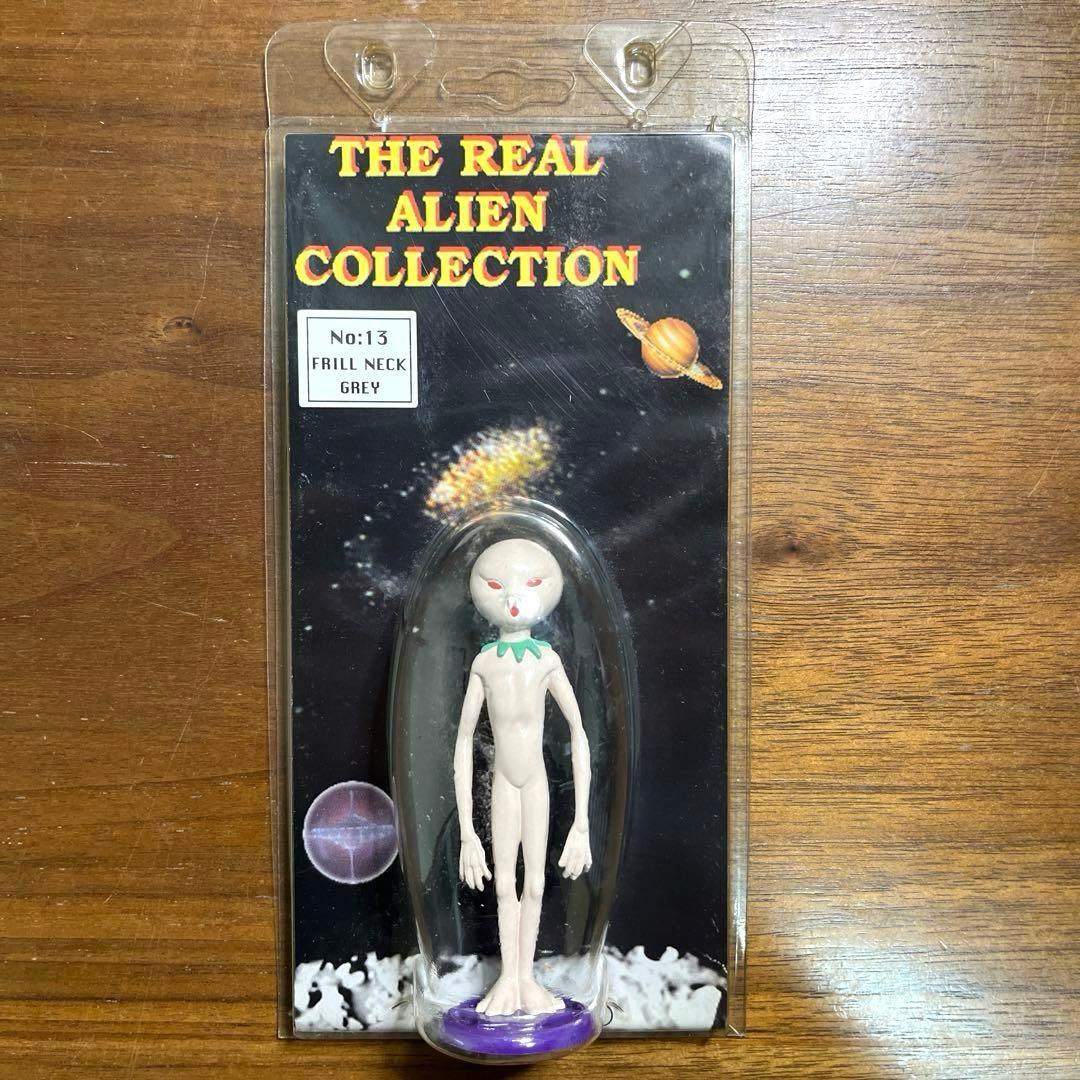 THE REAL
ALIEN
COLLECTION
No:13
FRILL NECK
GREY